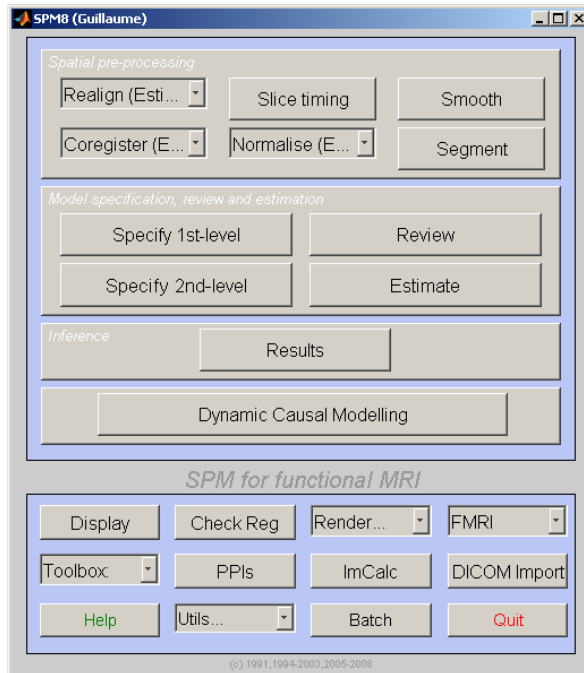 SPM8 (Guillaume)
Spatial pre-processing
Realign (Esti...
Slice timing
Smooth
Coregister (E...
Normalise (E...
Segment
Model specification, review and estimation
Specify 1st-level
Review
Specify 2nd-level
Estimate
Inference
Results
Dynamic Causal Modelling
SPM for functional MRI
Display
Check Reg
Render...
FMRI
Toolbox:
PPIs
ImCalc
DICOM Import
Help
Utils...
Batch
Quit
(c) 1991,1994-2003,2005-2008